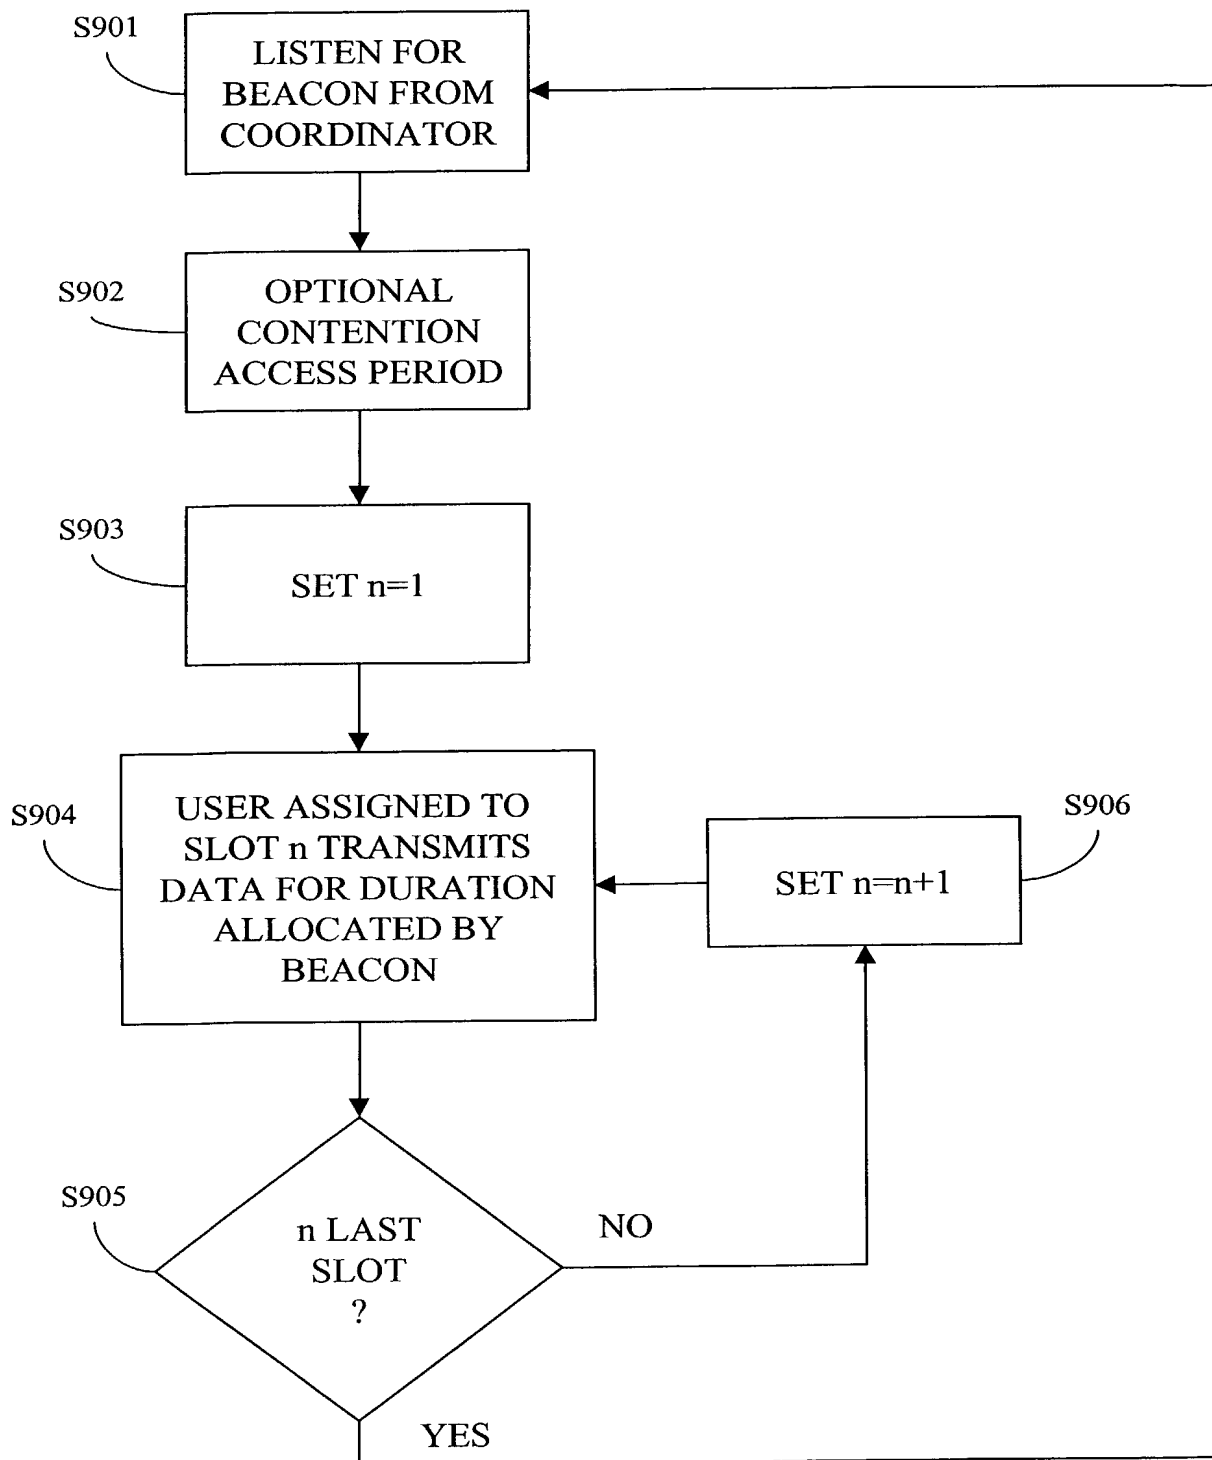 S901
LISTEN FOR
BEACON FROM
COORDINATOR
S902
OPTIONAL
CONTENTION
ACCESS PERIOD
S903
SET n=1
S904
USER ASSIGNED TO
SLOT n TRANSMITS
DATA FOR DURATION
ALLOCATED BY
BEACON
S906
SET n=n+1
S905
n LAST
SLOT
?
NO
YES